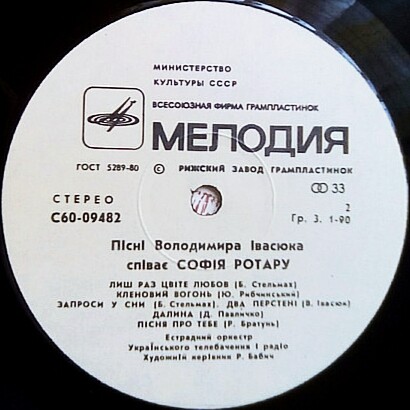 МИНИСТЕРСТВО
КУЛЬТУРЫ СССР
ВСЕСОЮЗНАЯ ФИРМА ГРАМПЛАСТИНОК
МЕЛОДИЯ
ГОСТ 5289-80 © РИЖСКИЙ ЗАВОД ГРАМПЛАСТИНОК
СТЕРЕО 33
С60-09482 2
Гр. 3. 1-90
Пісні Володимира Івасюка
співає СОФІЯ РОТАРУ
ЛИШ РАЗ ЦВІТЕ ЛЮБОВ (Б. Стельмах)
КЛЕНОВИЙ ВОГОНЬ (Ю. Рибчинський)
ЗАПРОСИ У СНИ (Б. Стельмах), ДВА ПЕРСТЕНІ (В. Івасюк)
ДАЛИНА (Д. Павличко)
ПІСНЯ ПРО ТЕБЕ (Р. Братунь)
Естрадний оркестр
Українського телебачення і радіо
Художній керівник Р. Бабич